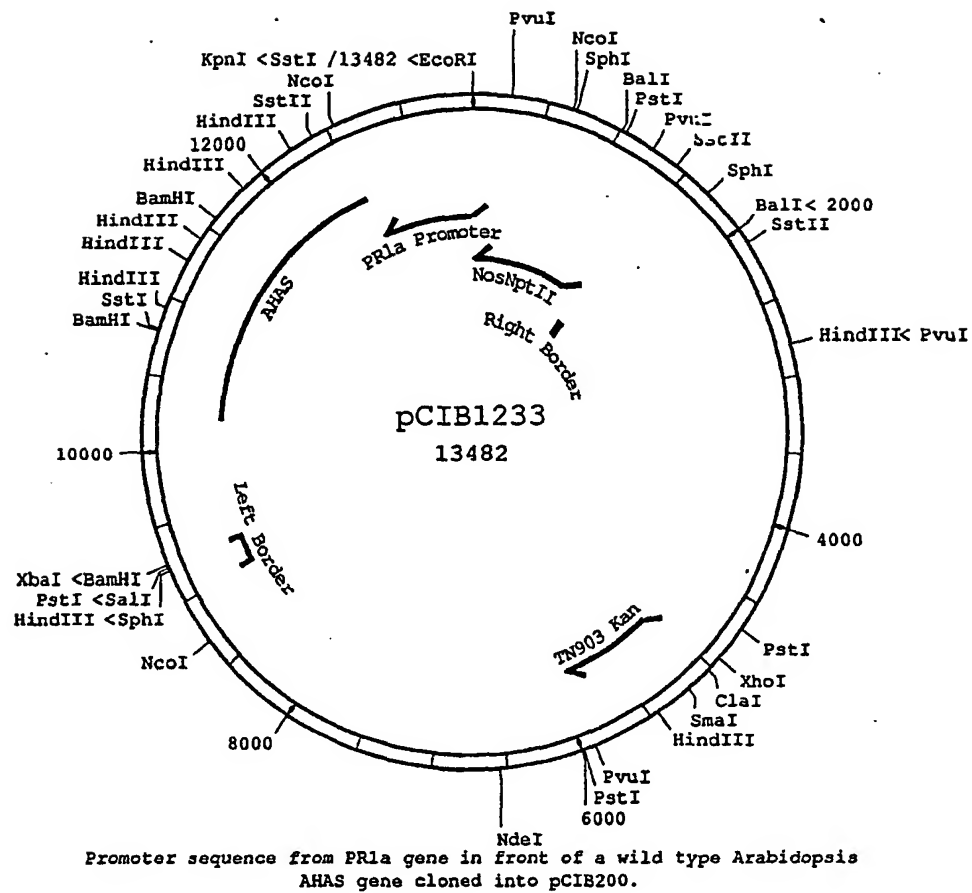 PvuI
KpnI <SstI /13482 <EcoRI
NcoI
SphI
NcoI
BalI
SstII
PstI
HindIII
12000
SphI
HindIII
BamHI
BalI< 2000
HindIII
SstII
HindIII
PR1a Promoter
NosNptII
HindIII
SstI
AHAS
BamHI
Right Border
HindIII< PvuI
pCIB1233
13482
10000
Left Border
4000
XbaI <BamHI
PstI <SalI
HindIII <SphI
TN903 Kan
PstI
NcoI
XhoI
ClaI
SmaI
HindIII
8000
PvuI
PstI
6000
NdeI
Promoter sequence from PR1a gene in front of a wild type Arabidopsis
AHAS gene cloned into pCIB200.